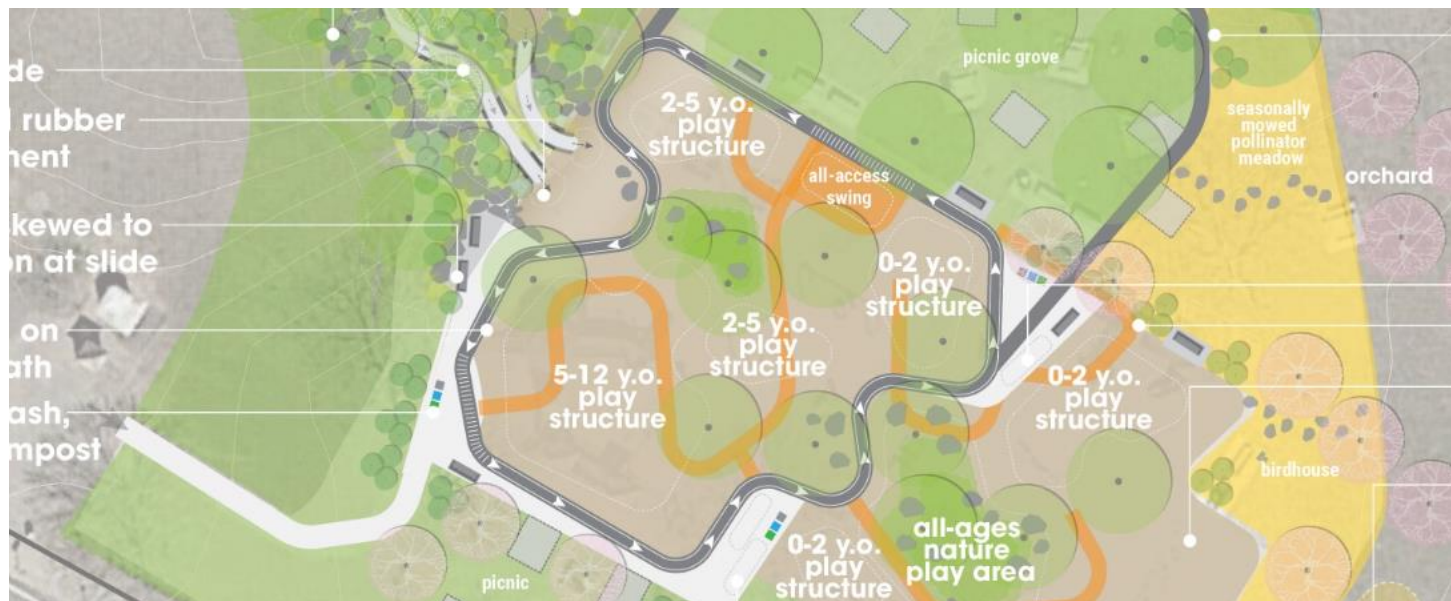 de
rubber
nent
kewed to
on at slide
on
ath
ash,
mpost
2-5 y.o.
play
structure
all-access
swing
picnic grove
seasonally
mowed
pollinator
meadow
orchard
0-2 y.o.
play
structure
2-5 y.o.
play
structure
5-12 y.o.
play
structure
0-2 y.o.
play
structure
birdhouse
0-2 y.o.
play
structure
all-ages
nature
play area
picnic